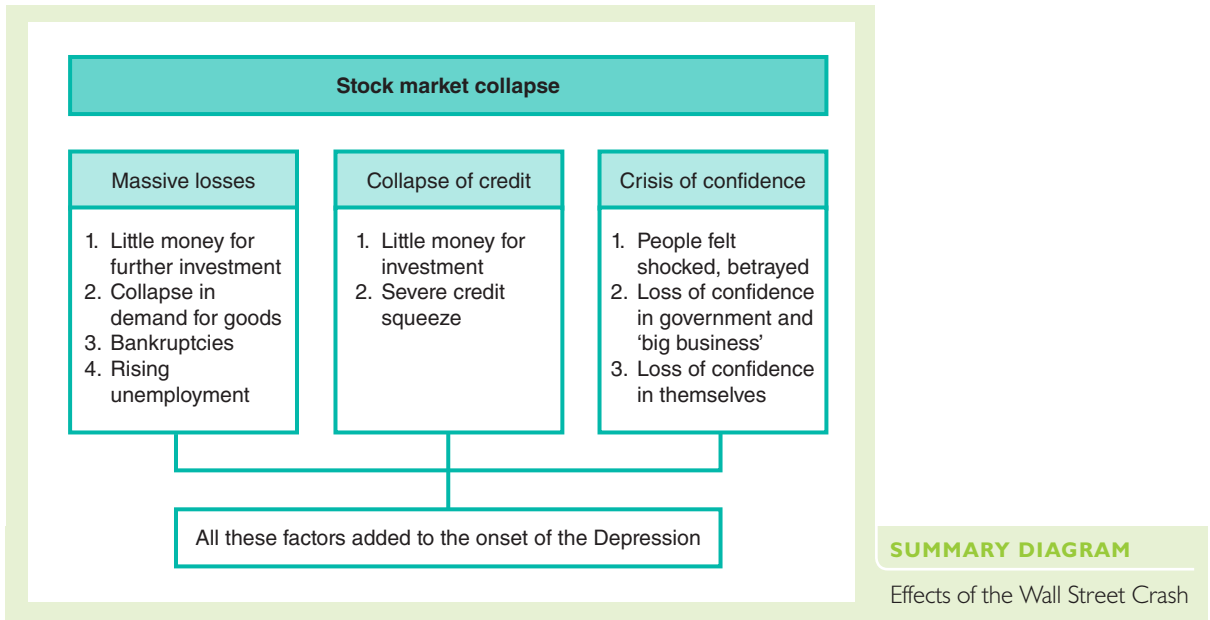 Stock market collapse
Massive losses
1. Little money for
further investment
2. Collapse in
demand for goods
3. Bankruptcies
4. Rising
unemployment
Collapse of credit
1. Little money for
investment
2. Severe credit
squeeze
Crisis of confidence
1. People felt
shocked, betrayed
2. Loss of confidence
in government and
‘big business’
3. Loss of confidence
in themselves
All these factors added to the onset of the Depression
SUMMARY DIAGRAM
Effects of the Wall Street Crash